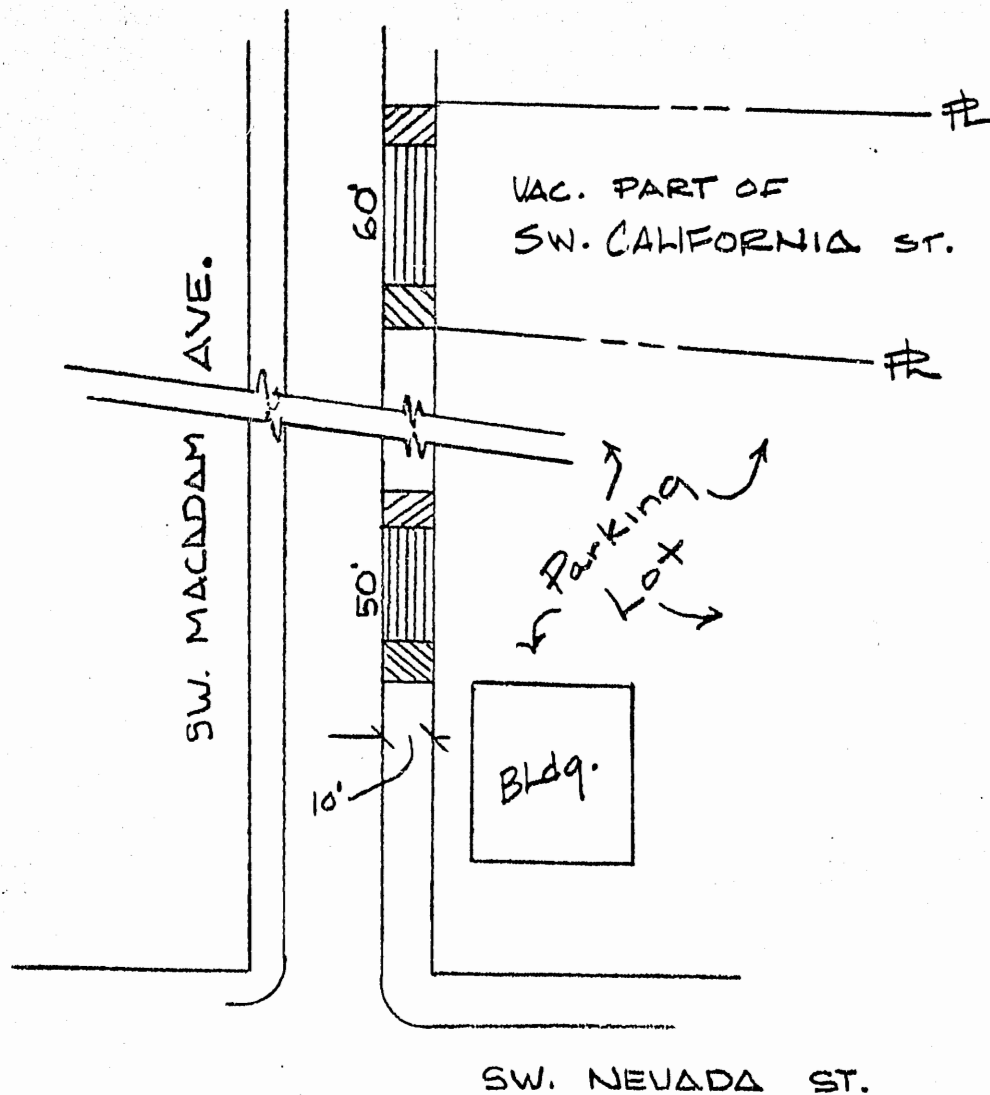 PL
VAC. PART OF
SW. CALIFORNIA ST.
60'
PL
SW. MACADAM AVE.
Parking
Lot
50'
10'
Bldg.
SW. NEVADA ST.